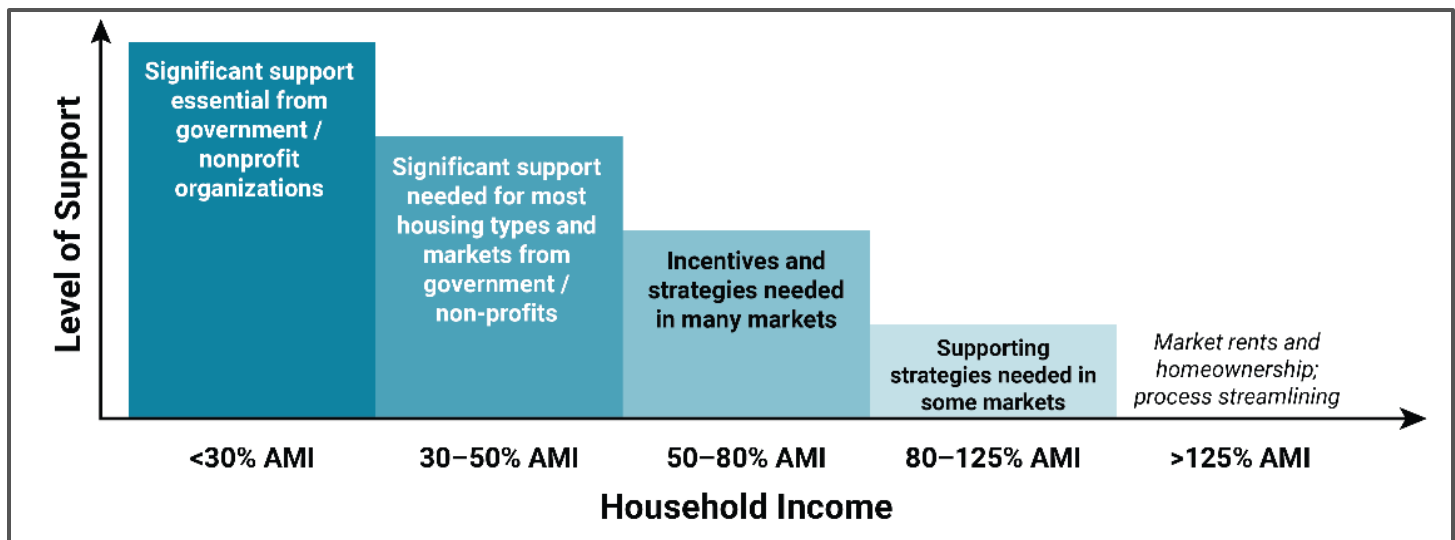 Level of Support
Significant support
essential from
government /
nonprofit
organizations
Significant support
needed for most
housing types and
markets from
government /
non-profits
Incentives and
strategies needed
in many markets
Supporting
strategies needed in
some markets
Market rents and
homeownership;
process streamlining
<30% AMI
30–50% AMI
50–80% AMI
80–125% AMI
>125% AMI
Household Income